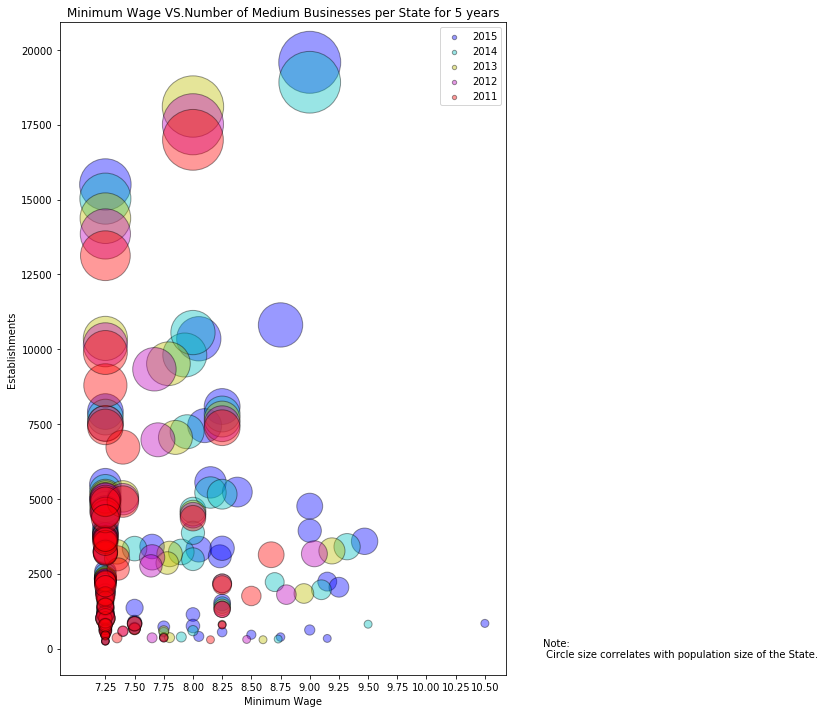 Minimum Wage VS.Number of Medium Businesses per State for 5 years
2015
2014
2013
2012
2011
20000
17500
15000
12500
10000
7500
5000
2500
0
Establishments
7.25 7.50 7.75 8.00 8.25 8.50 8.75 9.00 9.25 9.50 9.75 10.00 10.25 10.50
Minimum Wage
Note:
Circle size correlates with population size of the State.